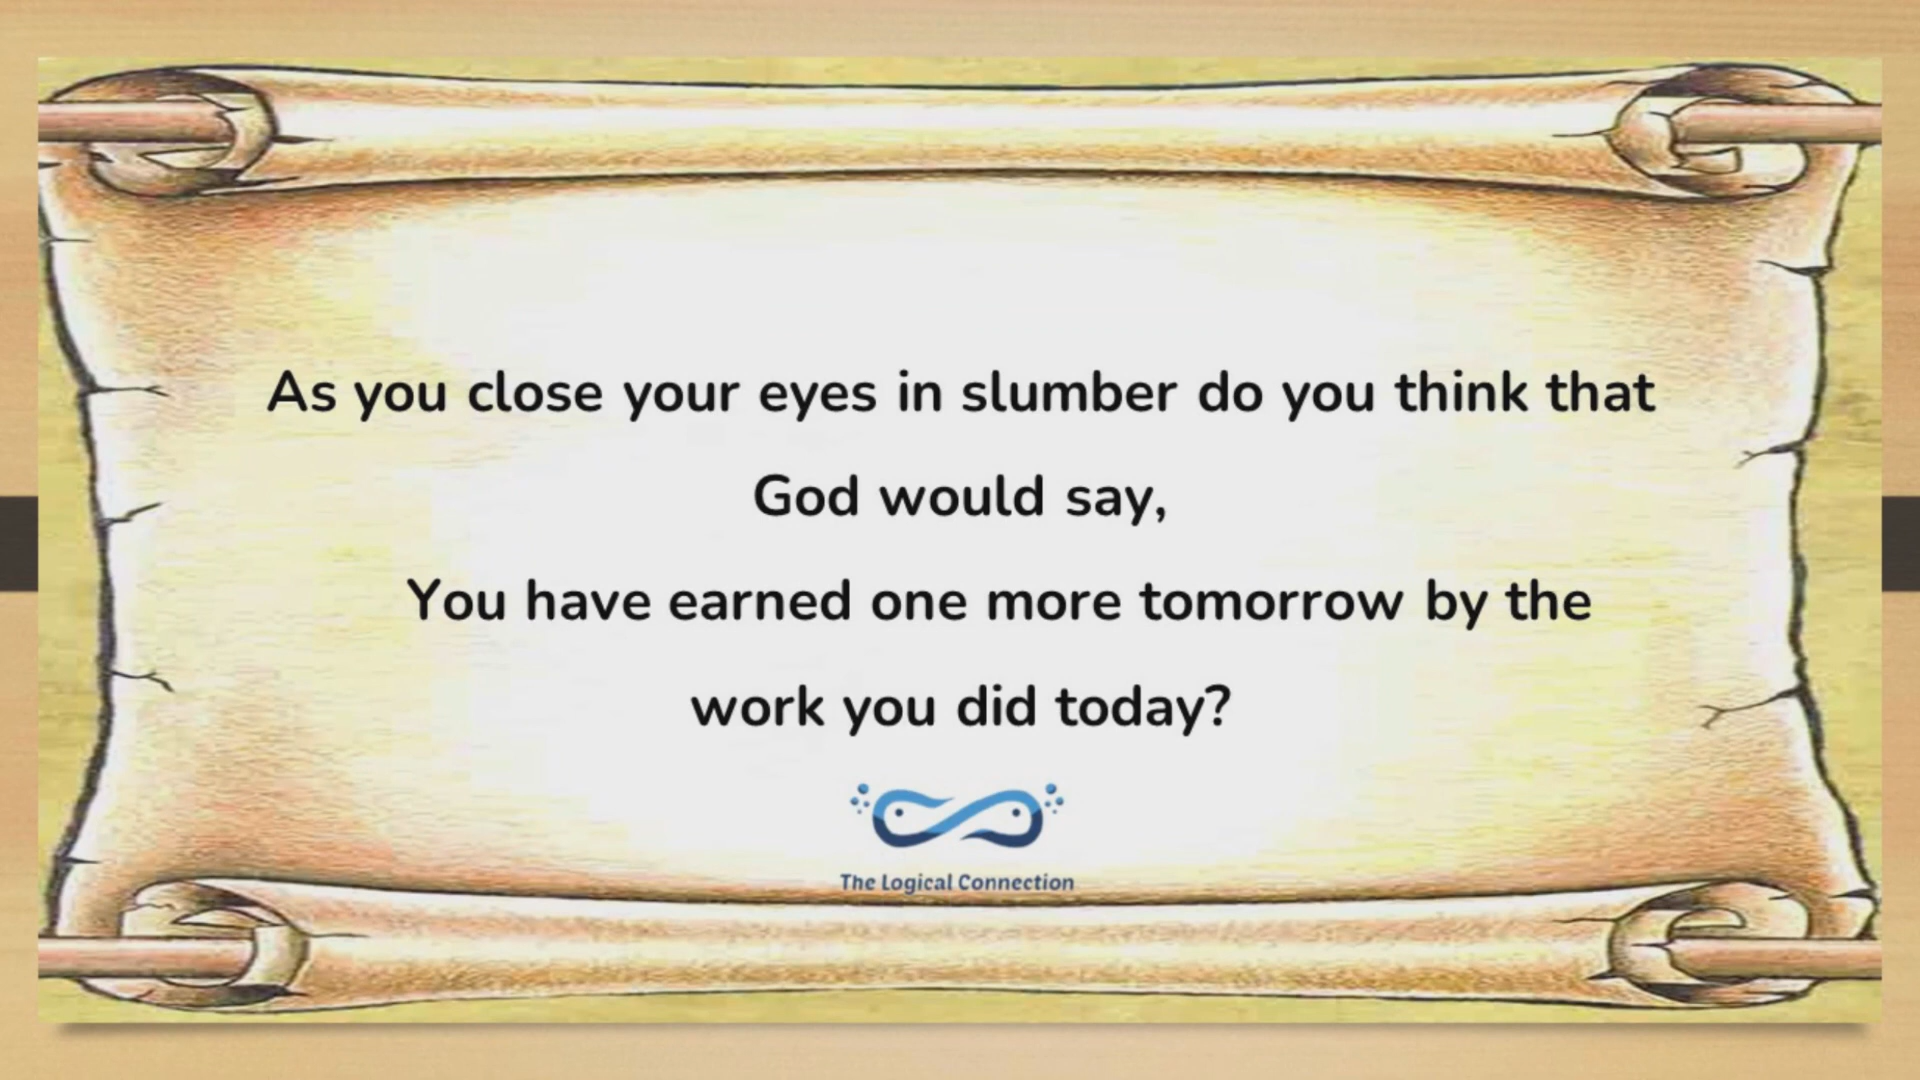 As you close your eyes in slumber do you think that
God would say,
You have earned one more tomorrow by the
work you did today?
The Logical Connection